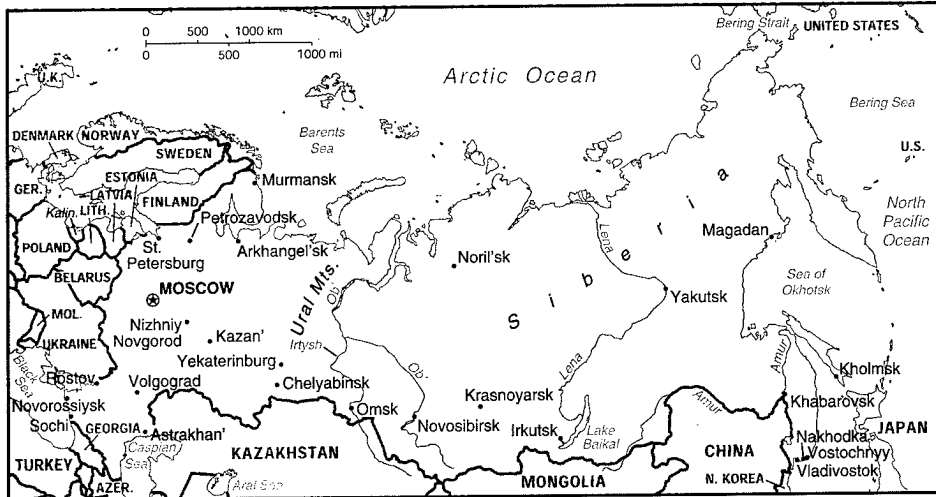 Bering Strait
UNITED STATES
0 500 1000 km
0 500 1000 mi
Arctic Ocean
U.K.
Bering Sea
DENMARK
NORWAY
Barents
Sea
SWEDEN
U.S.
ESTONIA
GER.
LATVIA
Murmansk
Siberia
Kalin.
LITH.
FINLAND
Petrozavodsk
North
Pacific
Ocean
Lena
Magadan
POLAND
St.
Petersburg
Arkhangel'sk
Noril'sk
Sea of
Okhotsk
BELARUS
Ural Mts.
MOSCOW
Ob'
Yakutsk
MOL.
Nizhniy
Novgorod
Kazan'
UKRAINE
Irtysh
Yekaterinburg
Lena
Amur
Black
Sea
Ob'
Kholmsk
Rostov
Volgograd
Chelyabinsk
Krasnoyarsk
Amur
Khabarovsk
Novorossiysk
Omsk
Sochi
Novosibirsk
Irkutsk
Lake
Baikal
GEORGIA
Astrakhan'
Nakhodka
JAPAN
Caspian
Sea
KAZAKHSTAN
CHINA
Vostochnyy
TURKEY
Vladivostok
AZER.
Aral Sea
MONGOLIA
N. KOREA